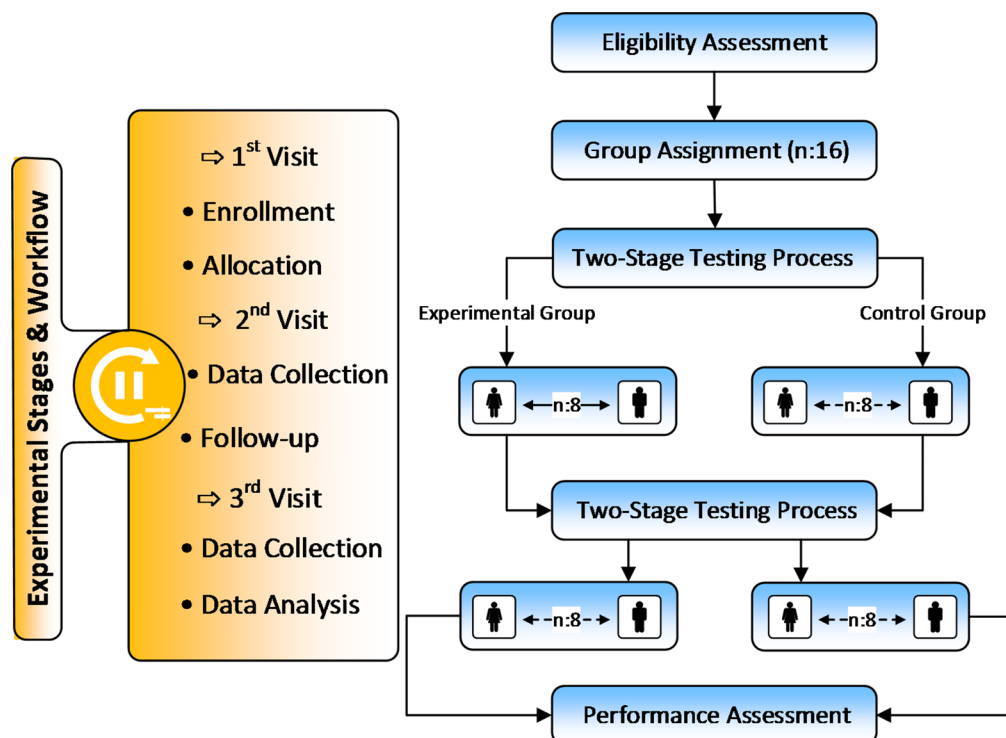 Experimental Stages & Workflow
⇨ 1st Visit
• Enrollment
• Allocation
⇨ 2nd Visit
• Data Collection
• Follow-up
⇨ 3rd Visit
• Data Collection
• Data Analysis
Eligibility Assessment
Group Assignment (n:16)
Two-Stage Testing Process
Experimental Group
Control Group
n:8
n:8
Two-Stage Testing Process
n:8
n:8
Performance Assessment